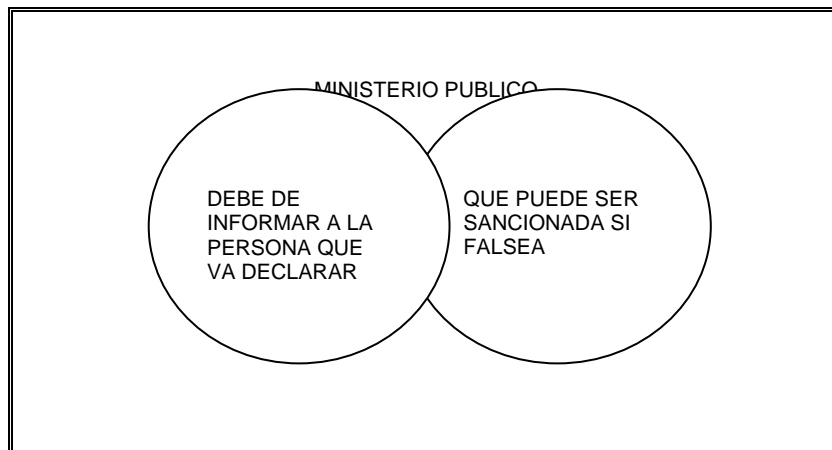 MINISTERIO PUBLICO
DEBE DE
INFORMAR A LA
PERSONA QUE
VA DECLARAR
QUE PUEDE SER
SANCIONADA SI
FALSEA